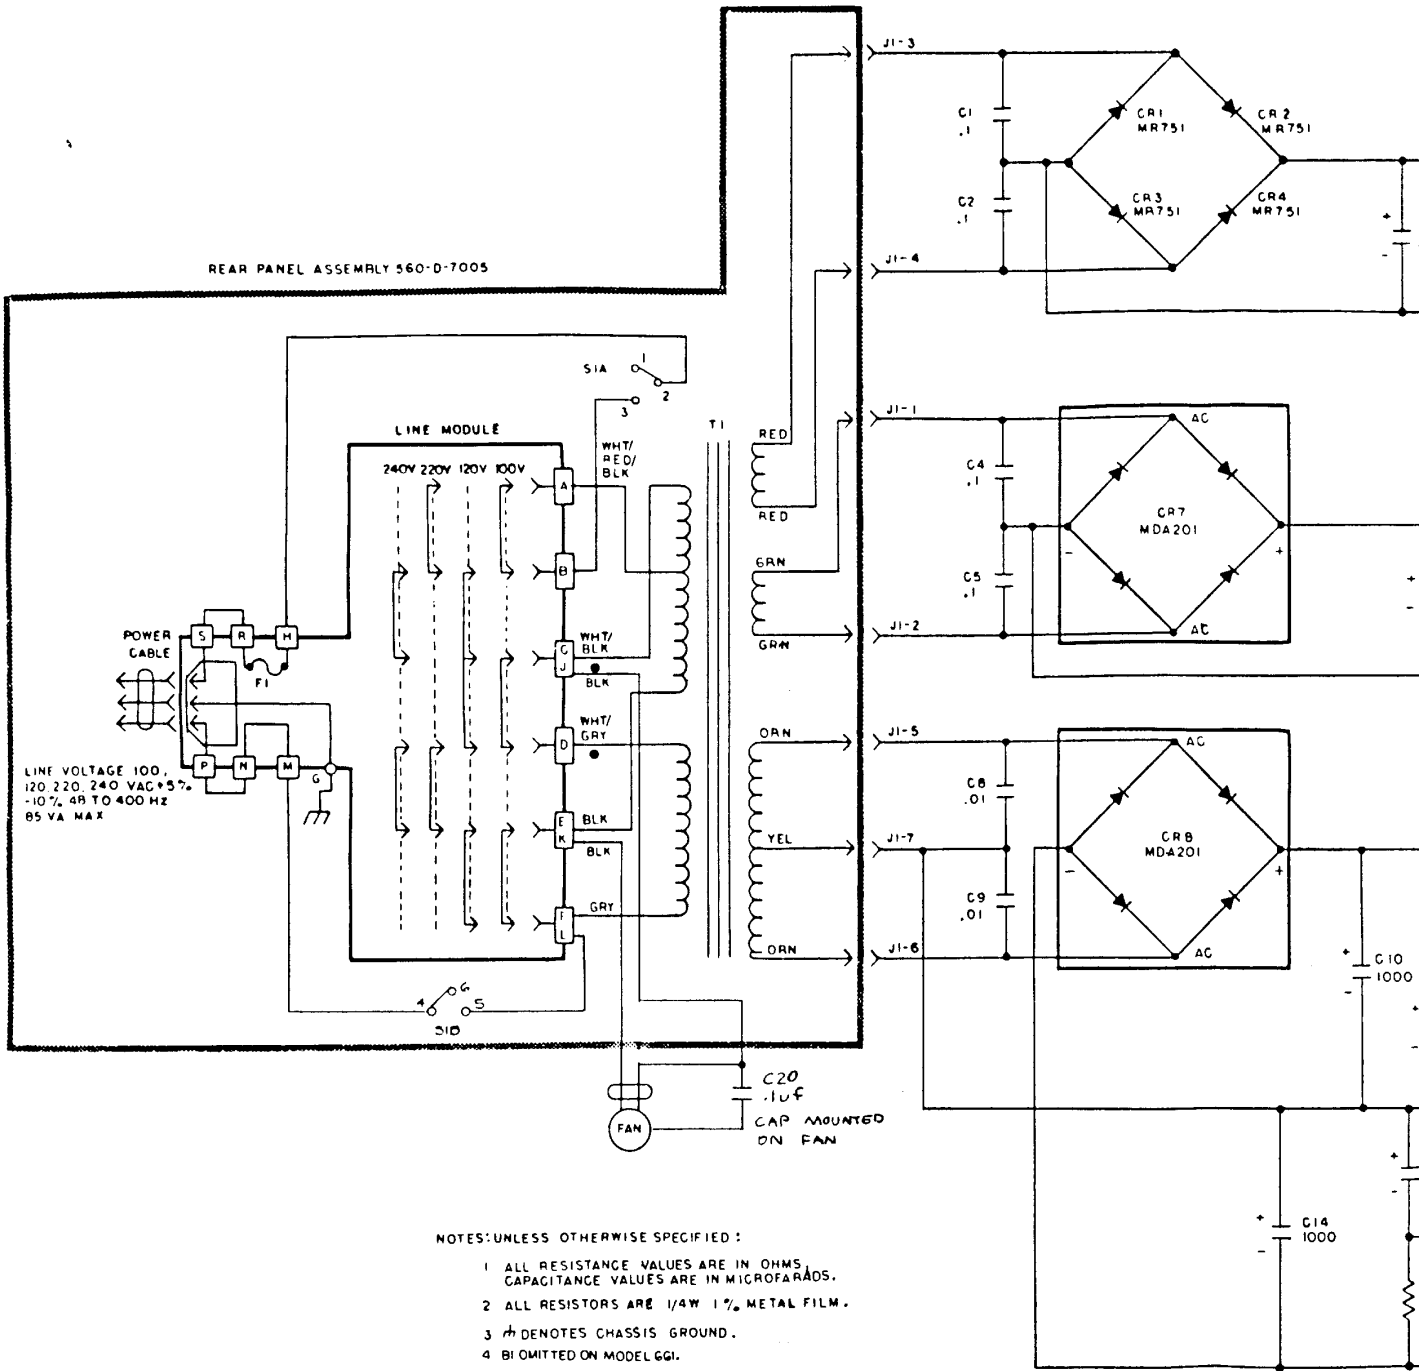 J1-3
C1
.1
CR1
MR751
CR2
MR751
C2
.1
CR3
MR751
CR4
MR751
+
-
J1-4
REAR PANEL ASSEMBLY 560-D-7005
S1A
1
2
3
J1-1
T1
LINE MODULE
WHT/
RED/
BLK
RED
RED
240V 220V 120V 100V
A
B
C
J
D
E
K
F
L
WHT/
BLK
BLK
WHT/
GRY
BLK
BLK
GRY
GRN
GRN
C4
.1
C5
.1
AC
CR7
MDA201
-
+
AC
+
-
J1-2
POWER
CABLE
S
R
H
F1
P
N
M
G
LINE VOLTAGE 100,
120, 220, 240 VAC +5%
-10%, 48 TO 400 HZ
85 VA MAX
ORN
YEL
ORN
J1-5
J1-7
J1-6
C8
.01
C9
.01
AC
CR8
MDA201
-
+
AC
+
-
C10
1000
+
-
4
6
5
S1B
C20
.1uf
CAP MOUNTED
ON FAN
FAN
+
-
C14
1000
+
-
NOTES: UNLESS OTHERWISE SPECIFIED:
1 ALL RESISTANCE VALUES ARE IN OHMS,
CAPACITANCE VALUES ARE IN MICROFARADS.
2 ALL RESISTORS ARE 1/4W 1% METAL FILM.
3 DENOTES CHASSIS GROUND.
4 B1 OMITTED ON MODEL 661.